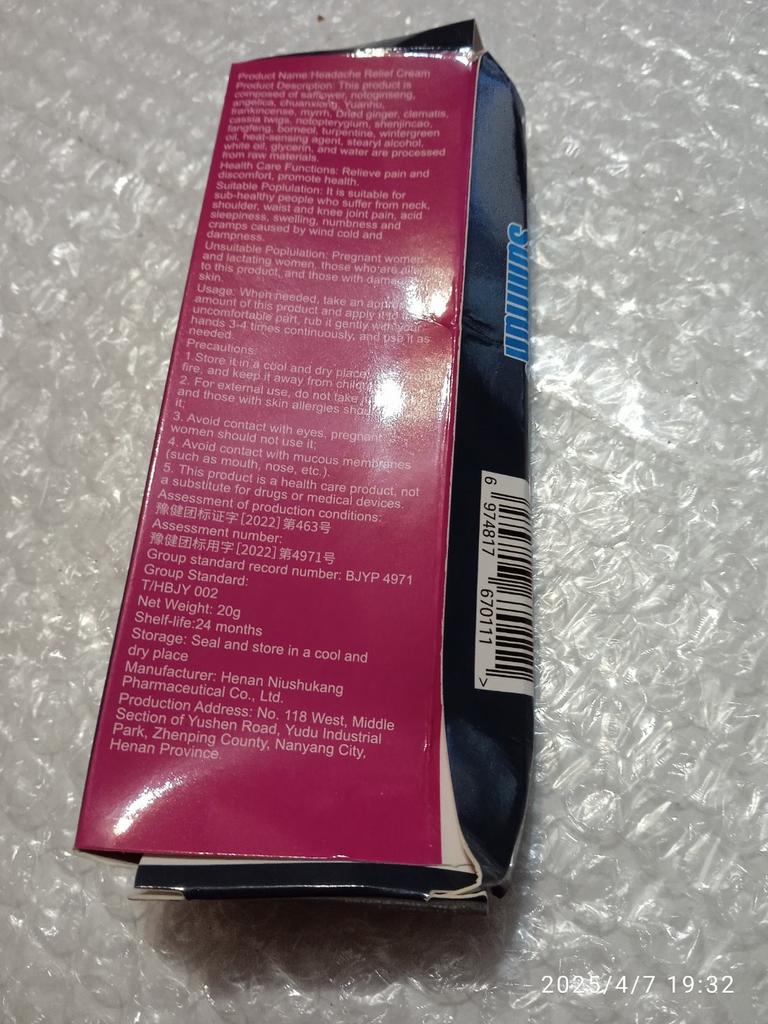 Product Name:Headache Relief Cream
Product Description: This product is
composed of safflower, notoginseng,
angelica, chuanxiong, Yuanhu,
frankincense, myrrh, Dried ginger, clematis,
cassia twigs, notopterygium, shenjincao,
fangfeng, borneol, turpentine, wintergreen
oil, heat-sensing agent, stearyl alcohol,
white oil, glycerin, and water are processed
from raw materials.
Health Care Functions: Relieve pain and
discomfort, promote health.
Suitable Poplulation: It is suitable for
sub-healthy people who suffer from neck,
shoulder, waist and knee joint pain, acid
sleepiness, swelling, numbness and
cramps caused by wind cold and
dampness.
Unsuitable Poplulation: Pregnant women
and lactating women, those who are
to this product, and those with
skin.
Usage: When needed, take an
amount of this product and apply it to
uncomfortable part, rub it gently with your
hands 3-4 times continuously, and use it as
needed.
Precautions:
1.Store it in a cool and dry place,
fire, and keep it away from
2. For external use, do not take
and those with skin allergies
it;
3. Avoid contact with eyes, pregnant
women should not use it;
4. Avoid contact with mucous membranes
(such as mouth, nose, etc.).
5. This product is a health care product, not
a substitute for drugs or medical devices.
Assessment of production conditions:
豫健团标证字[2022]第463号
Assessment number:
豫健团标用字[2022]第4971号
Group standard record number: BJYP 4971
Group Standard:
T/HBJY 002
Net Weight: 20g
Shelf-life:24 months
Storage: Seal and store in a cool and
dry place
Manufacturer: Henan Niushukang
Pharmaceutical Co., Ltd.
Production Address: No. 118 West, Middle
Section of Yushen Road, Yudu Industrial
Park, Zhenping County, Nanyang City,
Henan Province.
6 974817 670111 >
2025/4/7 19:32